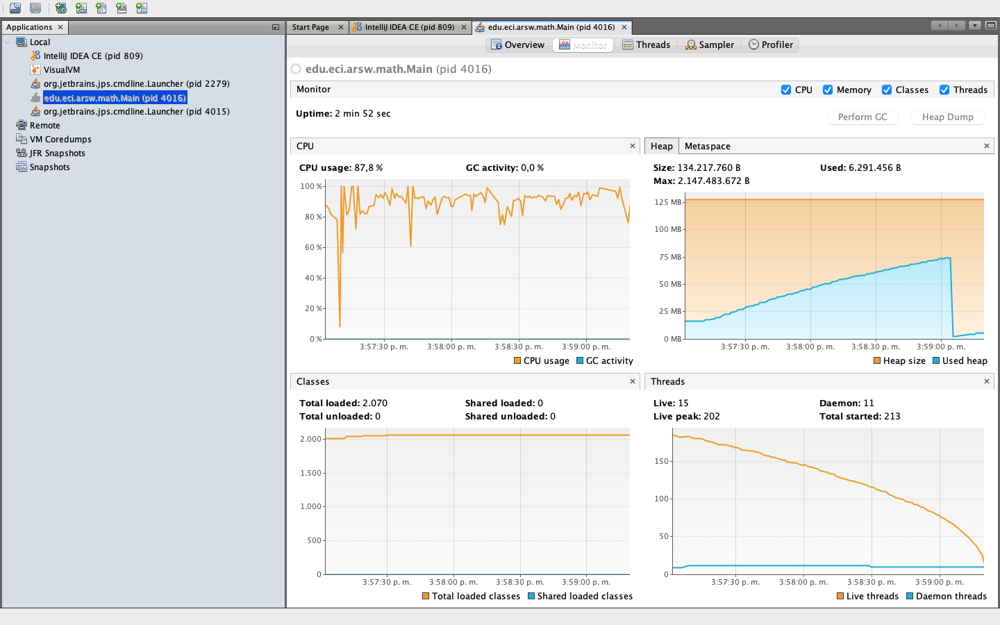 Applications
Local
IntelliJ IDEA CE (pid 809)
VisualVM
org.jetbrains.jps.cmdline.Launcher (pid 2279)
edu.eci.arsw.math.Main (pid 4016)
org.jetbrains.jps.cmdline.Launcher (pid 4015)
Remote
VM Coredumps
JFR Snapshots
Snapshots
Start Page
IntelliJ IDEA CE (pid 809)
edu.eci.arsw.math.Main (pid 4016)
Overview Monitor Threads Sampler Profiler
edu.eci.arsw.math.Main (pid 4016)
Monitor CPU Memory Classes Threads
Uptime: 2 min 52 sec Perform GC Heap Dump
CPU
CPU usage: 87,8 % GC activity: 0,0 %
100 %
80 %
60 %
40 %
20 %
0 %
3:57:30 p. m. 3:58:00 p. m. 3:58:30 p. m. 3:59:00 p. m.
CPU usage GC activity
Heap Metaspace
Size: 134.217.760 B Used: 6.291.456 B
Max: 2.147.483.672 B
125 MB
100 MB
75 MB
50 MB
25 MB
0 MB
3:57:30 p. m. 3:58:00 p. m. 3:58:30 p. m. 3:59:00 p. m.
Heap size Used heap
Classes
Total loaded: 2.070 Shared loaded: 0
Total unloaded: 0 Shared unloaded: 0
2.000
1.500
1.000
500
0
3:57:30 p. m. 3:58:00 p. m. 3:58:30 p. m. 3:59:00 p. m.
Total loaded classes Shared loaded classes
Threads
Live: 15 Daemon: 11
Live peak: 202 Total started: 213
150
100
50
0
3:57:30 p. m. 3:58:00 p. m. 3:58:30 p. m. 3:59:00 p. m.
Live threads Daemon threads